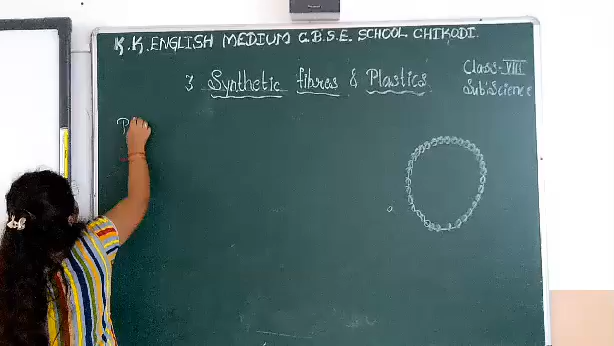 K.K. ENGLISH MEDIUM C.B.S.E. SCHOOL CHIKODI.
3 Synthetic fibres & Plastics
Class:-VIII
Sub:Science
P
a